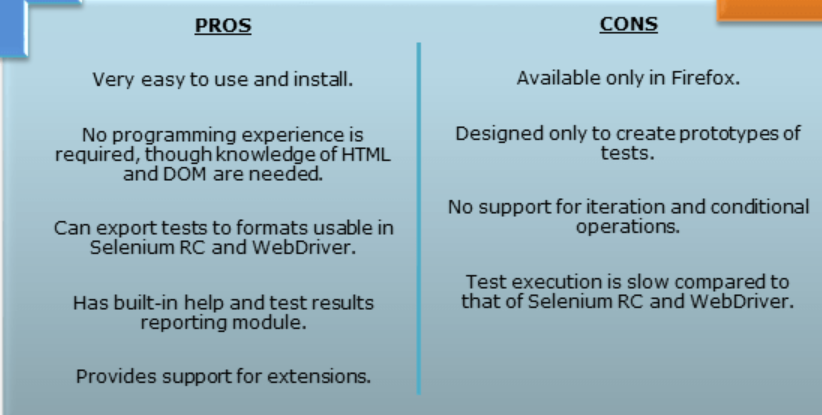 PROS
Very easy to use and install.
No programming experience is
required, though knowledge of HTML
and DOM are needed.
Can export tests to formats usable in
Selenium RC and WebDriver.
Has built-in help and test results
reporting module.
Provides support for extensions.
CONS
Available only in Firefox.
Designed only to create prototypes of
tests.
No support for iteration and conditional
operations.
Test execution is slow compared to
that of Selenium RC and WebDriver.